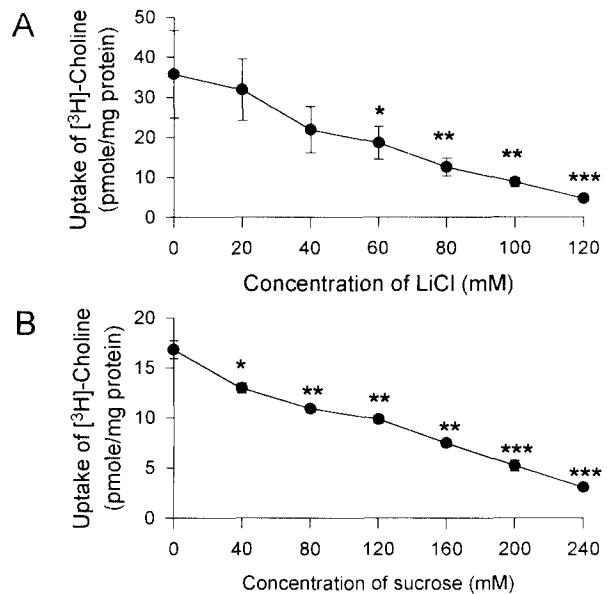 A
Uptake of [³H]-Choline
(pmole/mg protein)
50
40
30
20
10
0
*
**
**
***
0 20 40 60 80 100 120
Concentration of LiCl (mM)
B
Uptake of [³H]-Choline
(pmole/mg protein)
20
15
10
5
0
*
**
**
**
***
***
0 40 80 120 160 200 240
Concentration of sucrose (mM)